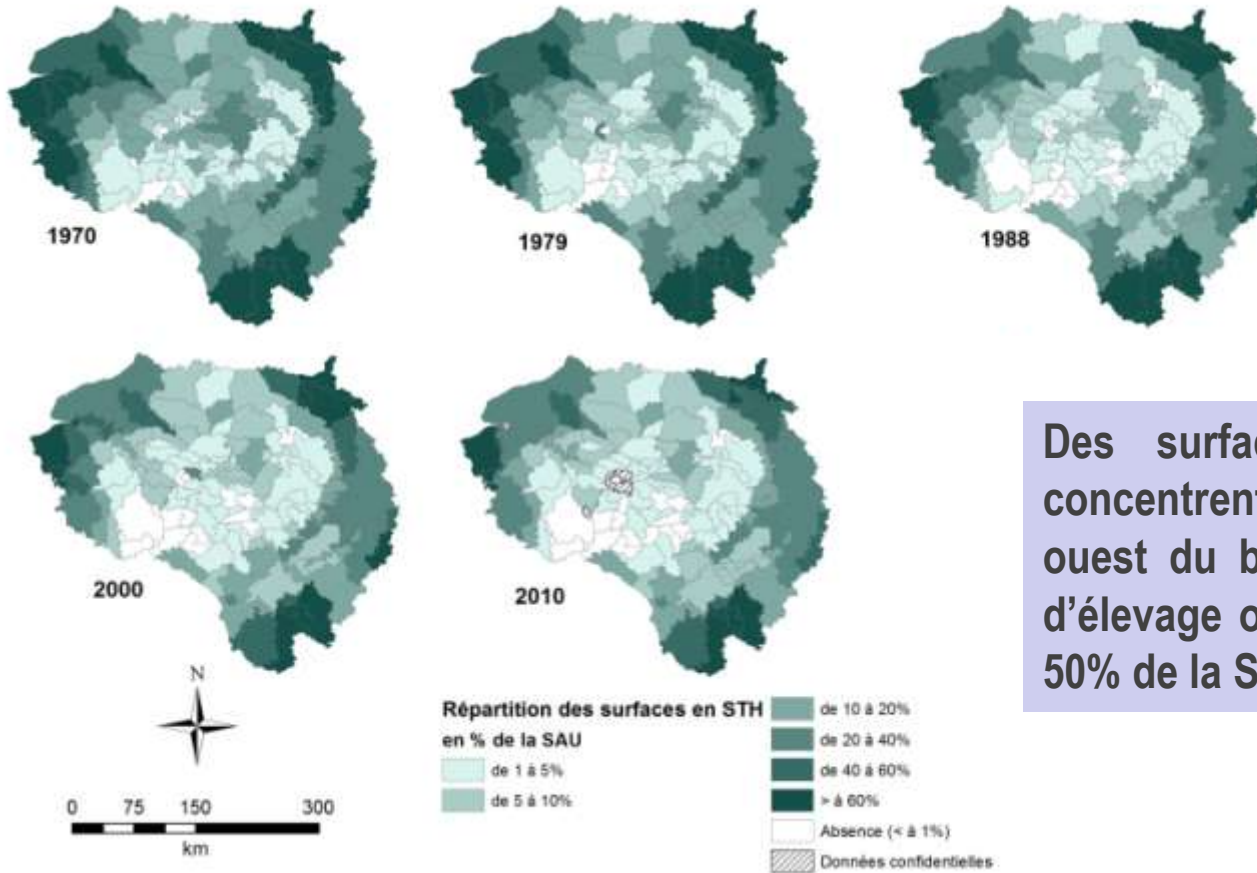 1970
1979
1988
2000
2010
Des surfac
concentrent
ouest du b
d'élevage o
50% de la S
N
0 75 150 300
km
Répartition des surfaces en STH
en % de la SAU
de 1 à 5%
de 5 à 10%
de 10 à 20%
de 20 à 40%
de 40 à 60%
> à 60%
Absence (< à 1%)
Données confidentielles